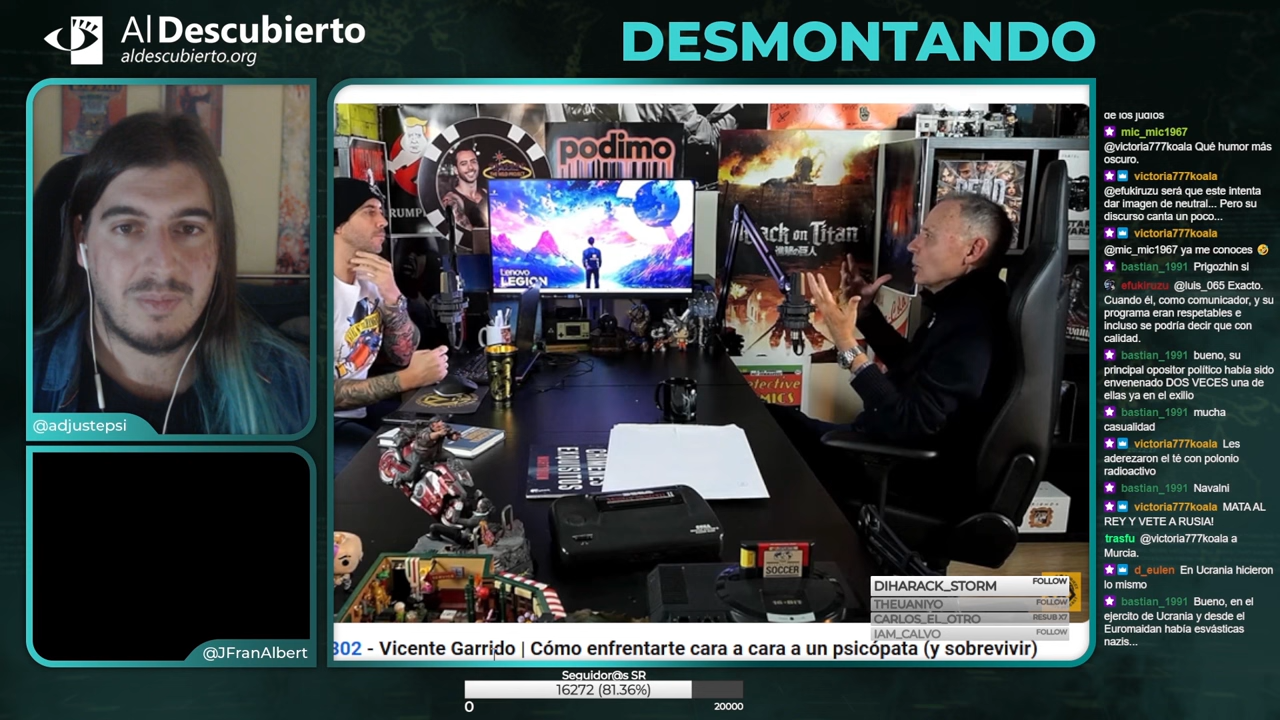 Al Descubierto
aldescubierto.org
DESMONTANDO
@adjustepsi
@JFranAlbert
podimo
Lenovo
LEGION
DEAD
SOCCER
SEGA
CRÍMENES
EXQUISITOS
DIHARACK_STORM FOLLOW
THEUANIYO FOLLOW
CARLOS_EL_OTRO RESUB X7
IAM_CALVO FOLLOW
302 - Vicente Garrido | Cómo enfrentarte cara a cara a un psicópata (y sobrevivir)
Seguidor@s SR
16272 (81.36%)
0
20000
de los judíos
mic_mic1967
@victoria777koala Qué humor más
oscuro.
victoria777koala
@efukiruzu será que este intenta
dar imagen de neutral... Pero su
discurso canta un poco...
victoria777koala
@mic_mic1967 ya me conoces 🤣
bastian_1991 Prigozhin si
efukiruzu @luis_065 Exacto.
Cuando él, como comunicador, y su
programa eran respetables e
incluso se podría decir que con
calidad.
bastian_1991 bueno, su
principal opositor político había sido
envenenado DOS VECES una de
ellas ya en el exilio
bastian_1991 mucha
casualidad
victoria777koala Les
aderezaron el té con polonio
radioactivo
bastian_1991 Navalni
victoria777koala MATA AL
REY Y VETE A RUSIA!
trasfu @victoria777koala a
Murcia.
d_eulen En Ucrania hicieron
lo mismo
bastian_1991 Bueno, en el
ejercito de Ucrania y desde el
Euromaidan había esvásticas
nazis...